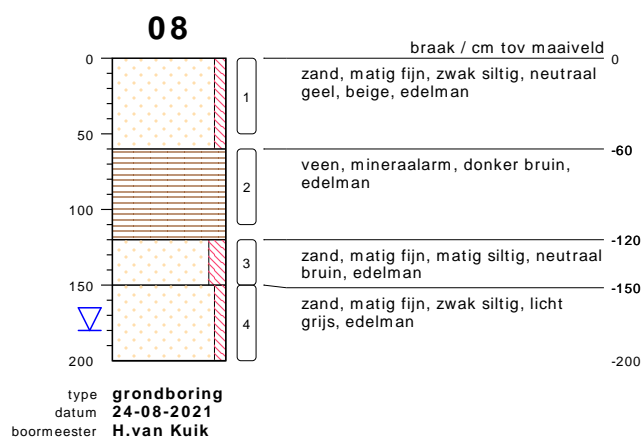 08
braak / cm tov maaiveld
0
0
1
zand, matig fijn, zwak siltig, neutraal
geel, beige, edelman
50
-60
2
veen, mineraalarm, donker bruin,
edelman
100
-120
3
zand, matig fijn, matig siltig, neutraal
bruin, edelman
150
-150
4
zand, matig fijn, zwak siltig, licht
grijs, edelman
200
-200
type grondboring
datum 24-08-2021
boormeester H.van Kuik